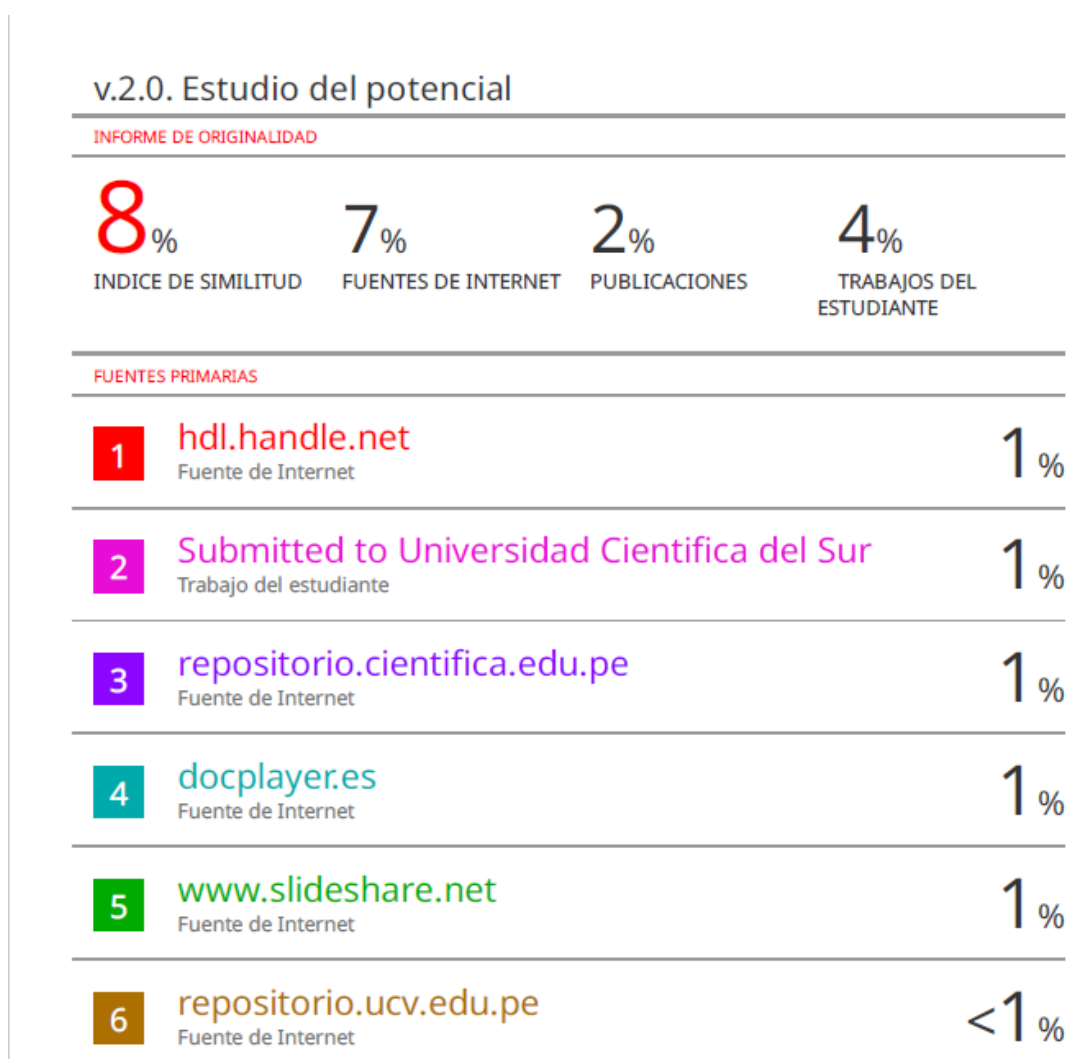 v.2.0. Estudio del potencial
INFORME DE ORIGINALIDAD
8% 7% 2% 4%
INDICE DE SIMILITUD FUENTES DE INTERNET PUBLICACIONES TRABAJOS DEL
ESTUDIANTE
FUENTES PRIMARIAS
1 hdl.handle.net 1%
Fuente de Internet
2 Submitted to Universidad Cientifica del Sur 1%
Trabajo del estudiante
3 repositorio.cientifica.edu.pe 1%
Fuente de Internet
4 docplayer.es 1%
Fuente de Internet
5 www.slideshare.net 1%
Fuente de Internet
6 repositorio.ucv.edu.pe <1%
Fuente de Internet